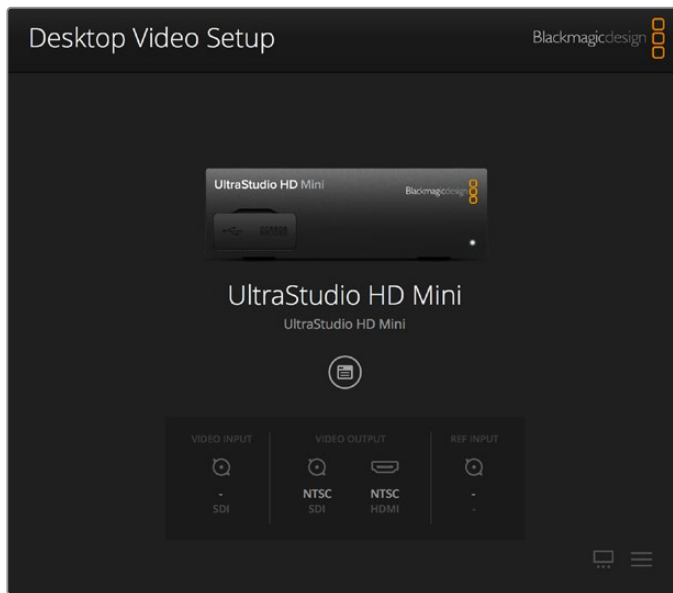 Desktop Video Setup
Blackmagicdesign
UltraStudio HD Mini
Blackmagicdesign
UltraStudio HD Mini
UltraStudio HD Mini
VIDEO INPUT
VIDEO OUTPUT
REF INPUT
-
NTSC
NTSC
-
SDI
SDI
HDMI
-